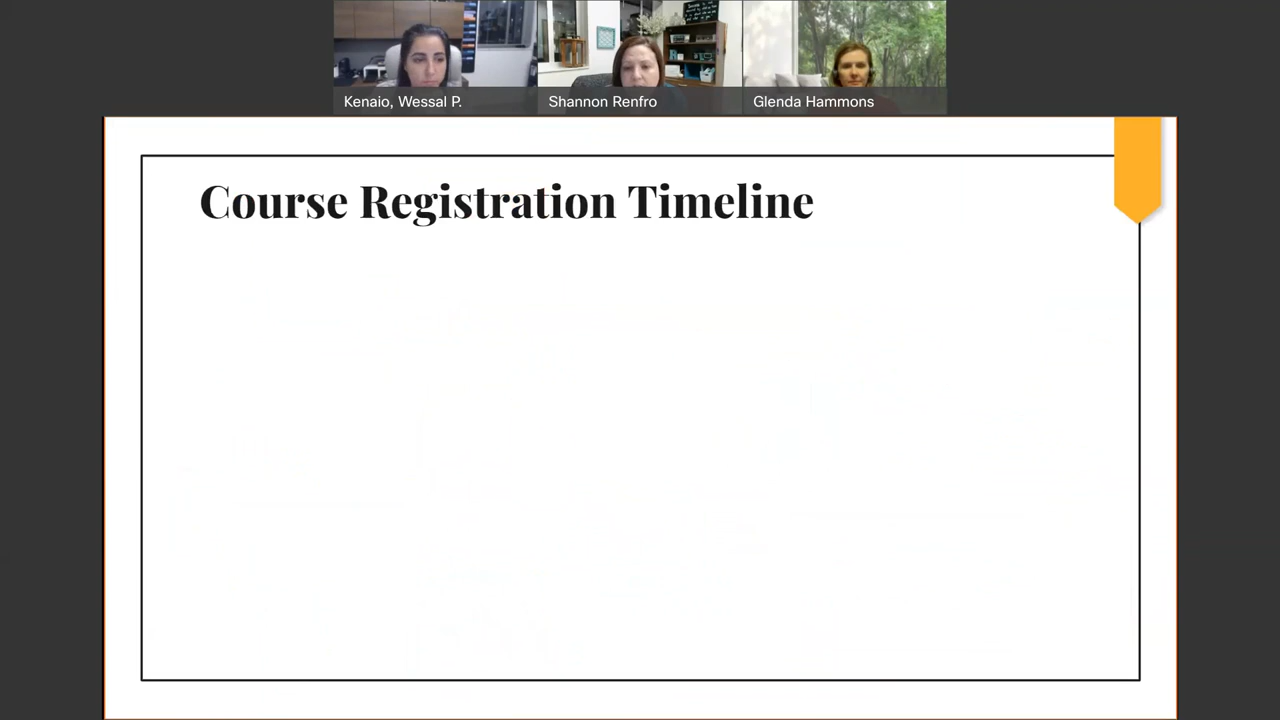 Kenaio, Wessal P.
Shannon Renfro
Glenda Hammons
Course Registration Timeline